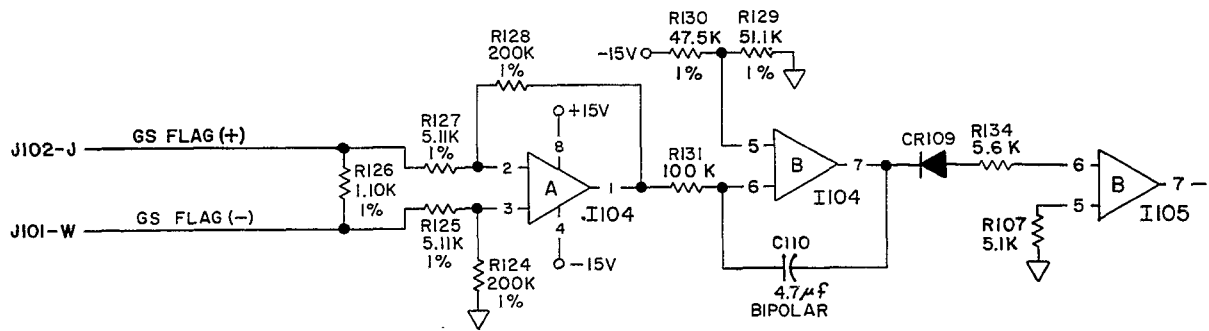 R130
47.5K
1%
R129
51.1K
1%
-15V
R128
200K
1%
+15V
8
J102-J
GS FLAG (+)
R127
5.11K
1%
2
A
1
I104
R126
1.10K
1%
J101-W
GS FLAG (-)
R125
5.11K
1%
3
4
-15V
R124
200K
1%
R131
100 K
5
B
7
6
I104
C110
4.7µf
BIPOLAR
CR109
R134
5.6 K
6
B
7
5
I105
R107
5.1K